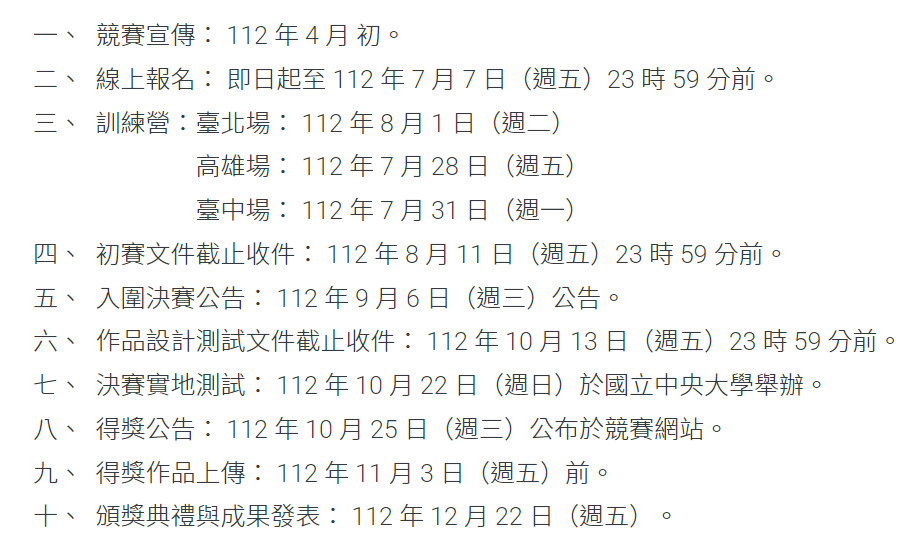 一、 競賽宣傳： 112 年 4 月 初。
二、 線上報名： 即日起至 112 年 7 月 7 日（週五）23 時 59 分前。
三、 訓練營：臺北場： 112 年 8 月 1 日（週二）
高雄場： 112 年 7 月 28 日（週五）
臺中場： 112 年 7 月 31 日（週一）
四、 初賽文件截止收件： 112 年 8 月 11 日（週五）23 時 59 分前。
五、 入圍決賽公告： 112 年 9 月 6 日（週三）公告。
六、 作品設計測試文件截止收件： 112 年 10 月 13 日（週五）23 時 59 分前。
七、 決賽實地測試： 112 年 10 月 22 日（週日）於國立中央大學舉辦。
八、 得獎公告： 112 年 10 月 25 日（週三）公布於競賽網站。
九、 得獎作品上傳： 112 年 11 月 3 日（週五）前。
十、 頒獎典禮與成果發表： 112 年 12 月 22 日（週五）。